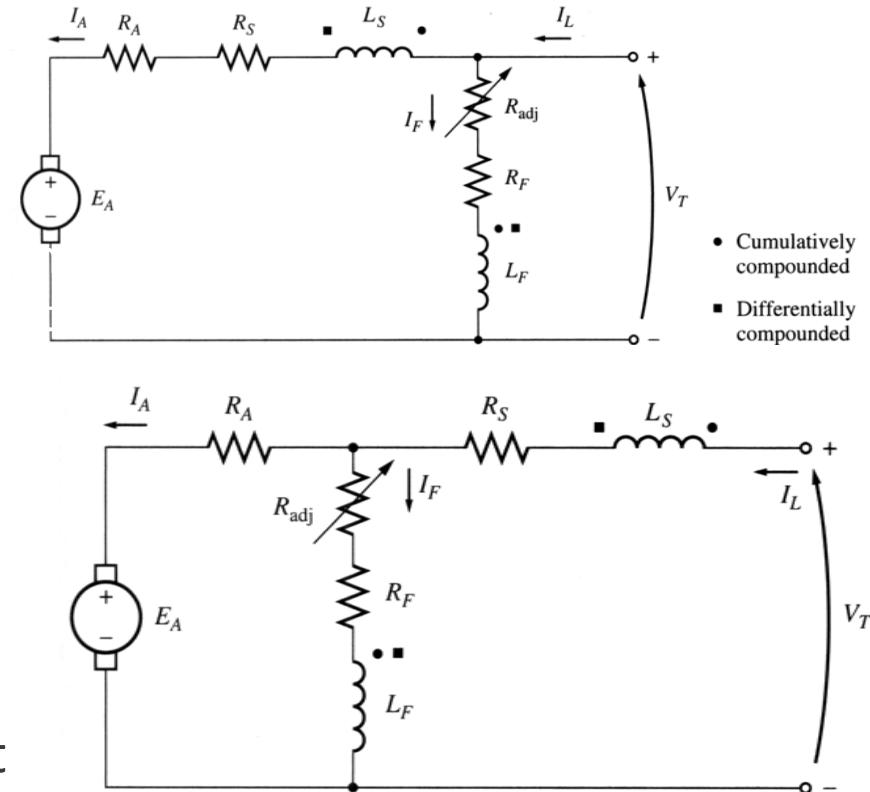 I_A R_A R_S L_S I_L
+
I_F R_adj
R_F
E_A + − V_T
L_F
● Cumulatively
compounded
■ Differentially
compounded
−
I_A R_A R_S L_S
+
I_F I_L
R_adj
R_F
+ − E_A V_T
L_F
t
−